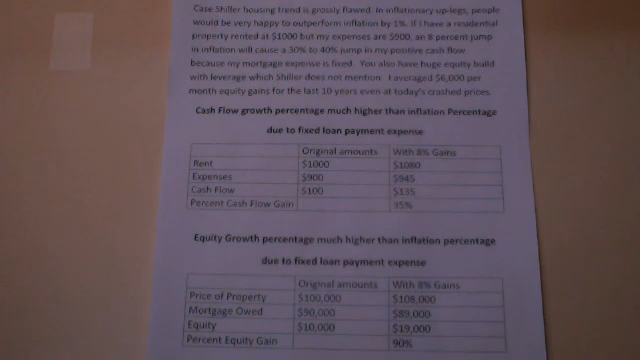 Case Shiller housing trend is grossly flawed. In inflationary up-legs, people
would be very happy to outperform inflation by 1%. If I have a residential
property rented at $1000 but my expenses are $900, an 8 percent jump
in inflation will cause a 30% to 40% jump in my positive cash flow
because my mortgage expense is fixed. You also have huge equity build
with leverage which Shiller does not mention. I averaged $6,000 per
month equity gains for the last 10 years even at today's crashed prices.
Cash Flow growth percentage much higher than inflation Percentage
due to fixed loan payment expense
Original amounts With 8% Gains
Rent $1000 $1080
Expenses $900 $945
Cash Flow $100 $135
Percent Cash Flow Gain 35%
Equity Growth percentage much higher than inflation percentage
due to fixed loan payment expense
Original amounts With 8% Gains
Price of Property $100,000 $108,000
Mortgage Owed $90,000 $89,000
Equity $10,000 $19,000
Percent Equity Gain 90%